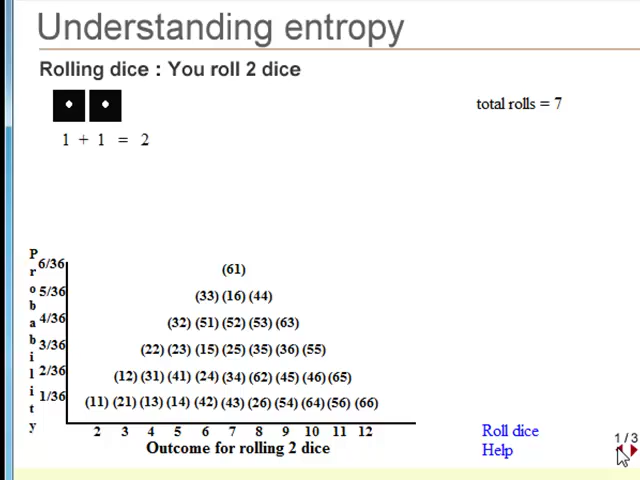 Understanding entropy
Rolling dice : You roll 2 dice
total rolls = 7
1 + 1 = 2
Probability
6/36
5/36
4/36
3/36
2/36
1/36
(61)
(33) (16) (44)
(32) (51) (52) (53) (63)
(22) (23) (15) (25) (35) (36) (55)
(12) (31) (41) (24) (34) (62) (45) (46) (65)
(11) (21) (13) (14) (42) (43) (26) (54) (64) (56) (66)
2 3 4 5 6 7 8 9 10 11 12
Outcome for rolling 2 dice
Roll dice
Help
1 / 3